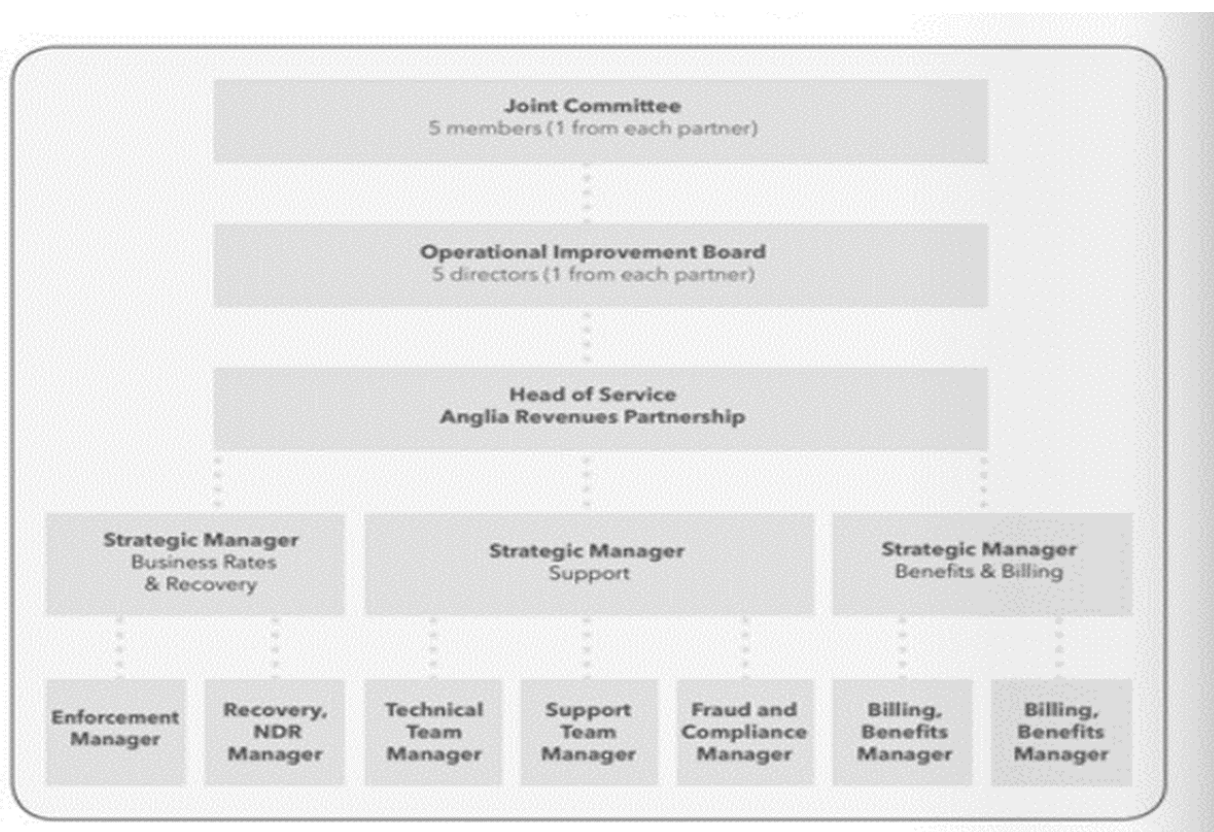 Joint Committee
5 members (1 from each partner)
Operational Improvement Board
5 directors (1 from each partner)
Head of Service
Anglia Revenues Partnership
Strategic Manager
Business Rates
& Recovery
Strategic Manager
Support
Strategic Manager
Benefits & Billing
Enforcement
Manager
Recovery,
NDR
Manager
Technical
Team
Manager
Support
Team
Manager
Fraud and
Compliance
Manager
Billing,
Benefits
Manager
Billing,
Benefits
Manager